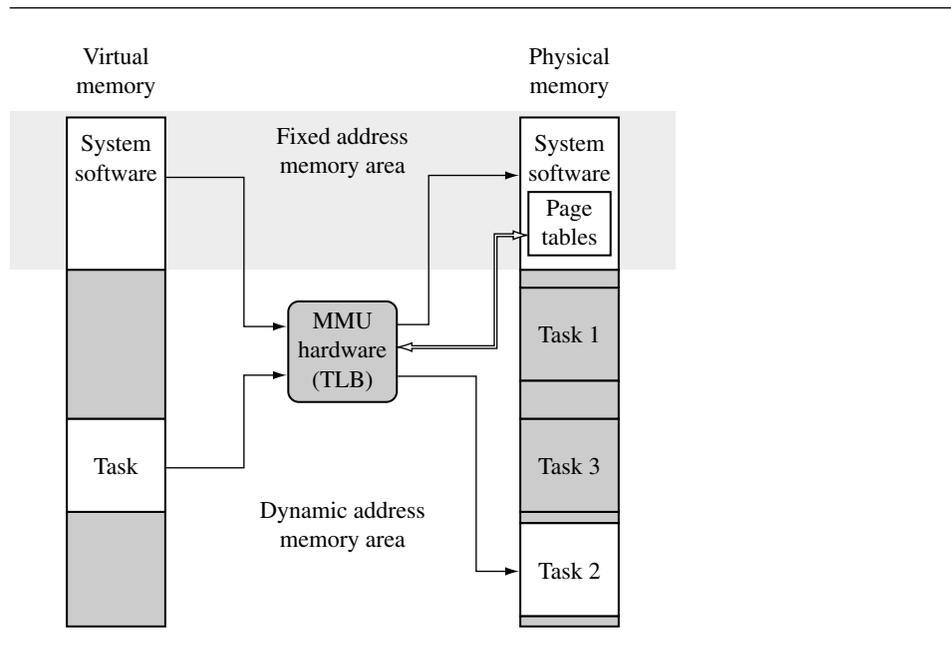 Virtual
memory
Physical
memory
System
software
Fixed address
memory area
System
software
Page
tables
MMU
hardware
(TLB)
Task 1
Task
Task 3
Dynamic address
memory area
Task 2